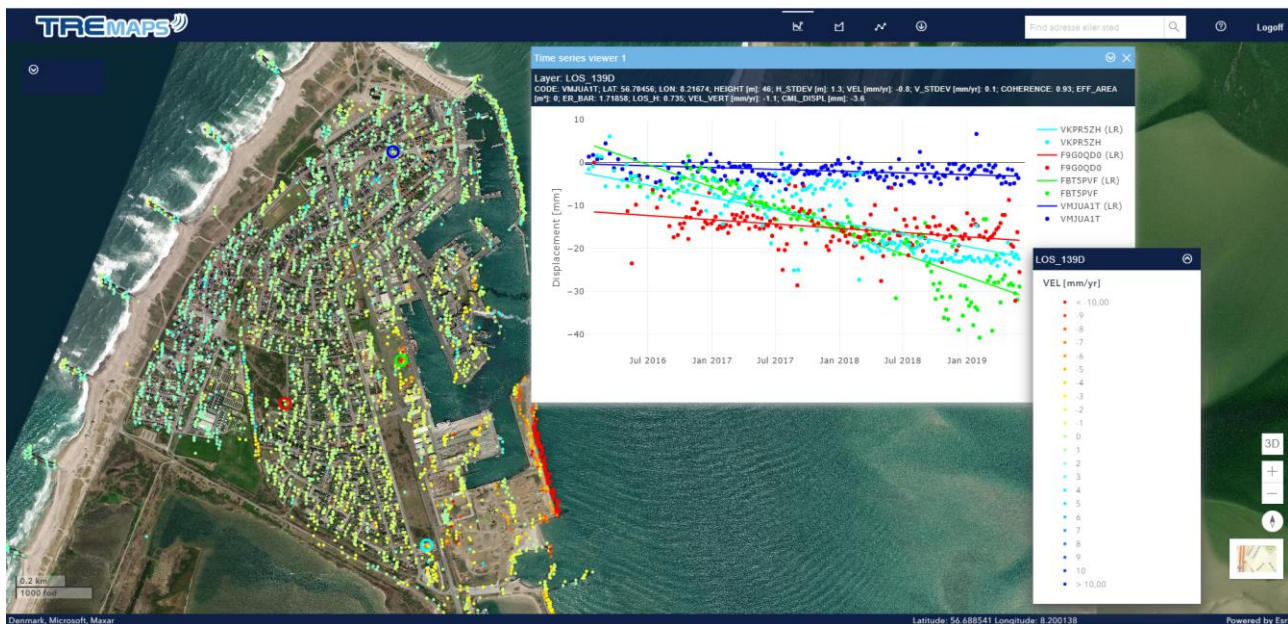 TREMAPS
Find adresse eller sted
Logoff
Time series viewer 1
Layer: LOS_139D
CODE: VMJUA1T; LAT: 56.70456; LON: 8.21674; HEIGHT [m]: 46; H_STDEV [m]: 1.3; VEL [mm/yr]: -0.8; V_STDEV [mm/yr]: 0.1; COHERENCE: 0.93; EFF_AREA
[m²]: 0; ER_BAR: 1.71858; LOS_H: 0.735; VEL_VERT [mm/yr]: -1.1; CML_DISPL [mm]: -3.6
10
0
−10
−20
−30
−40
Displacement [mm]
Jul 2016
Jan 2017
Jul 2017
Jan 2018
Jul 2018
Jan 2019
VKPR5ZH (LR)
VKPR5ZH
F9G0QD0 (LR)
F9G0QD0
FBT5PVF (LR)
FBT5PVF
VMJUA1T (LR)
VMJUA1T
LOS_139D
VEL [mm/yr]
< -10,00
-9
-8
-7
-6
-5
-4
-3
-2
-1
0
1
2
3
4
5
6
7
8
9
10
> 10,00
3D
0.2 km
1000 fod
Denmark, Microsoft, Maxar
Latitude: 56.688541 Longitude: 8.200138
Powered by Esri